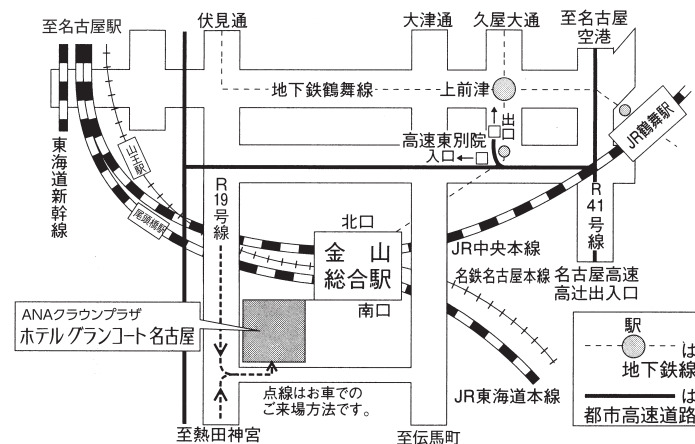 至名古屋駅
伏見通
大津通
久屋大通
至名古屋
空港
地下鉄鶴舞線
上前津
JR鶴舞駅
東海道新幹線
山王駅
尾頭橋駅
高速東別院
入口
出口
R19号線
R41号線
北口
金山
総合駅
南口
JR中央本線
名鉄名古屋本線
名古屋高速
高辻出入口
ANAクラウンプラザ
ホテルグランコート名古屋
点線はお車での
ご来場方法です。
JR東海道本線
至熱田神宮
至伝馬町
駅
は
地下鉄線
は
都市高速道路